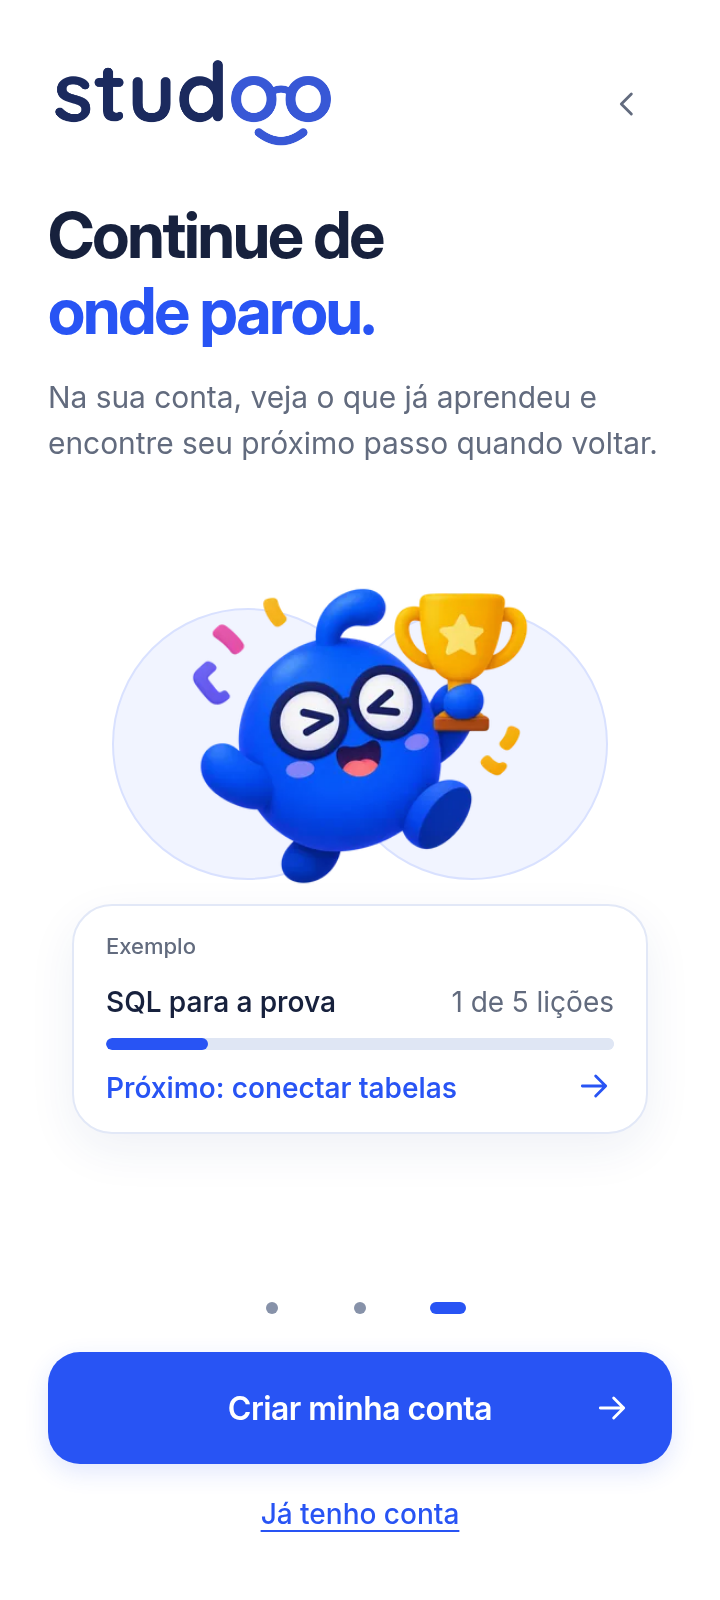 studoo
Continue de
onde parou.
Na sua conta, veja o que já aprendeu e
encontre seu próximo passo quando voltar.
Exemplo
SQL para a prova 1 de 5 lições
Próximo: conectar tabelas
Criar minha conta
Já tenho conta